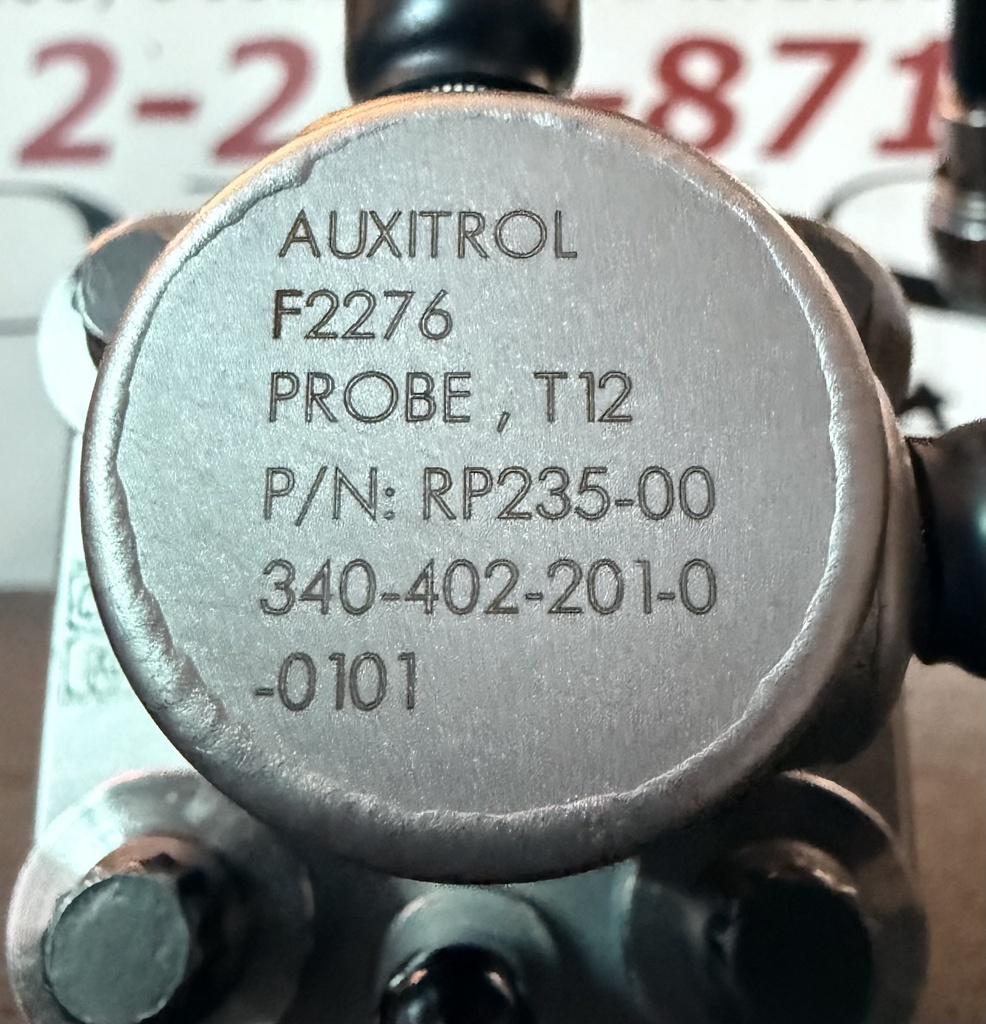 2-2 -871
AUXITROL
F2276
PROBE , T12
P/N: RP235-00
340-402-201-0
-0101